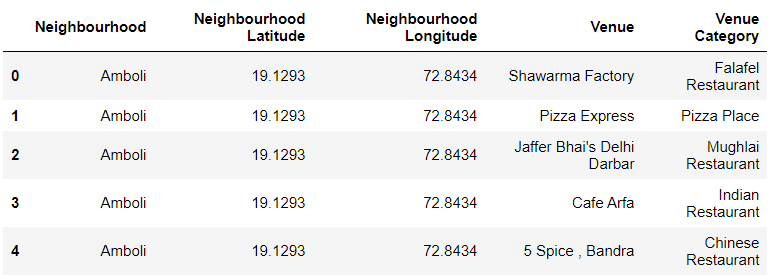 Neighbourhood Neighbourhood Latitude Neighbourhood Longitude Venue Venue Category
0 Amboli 19.1293 72.8434 Shawarma Factory Falafel Restaurant
1 Amboli 19.1293 72.8434 Pizza Express Pizza Place
2 Amboli 19.1293 72.8434 Jaffer Bhai's Delhi Darbar Mughlai Restaurant
3 Amboli 19.1293 72.8434 Cafe Arfa Indian Restaurant
4 Amboli 19.1293 72.8434 5 Spice , Bandra Chinese Restaurant